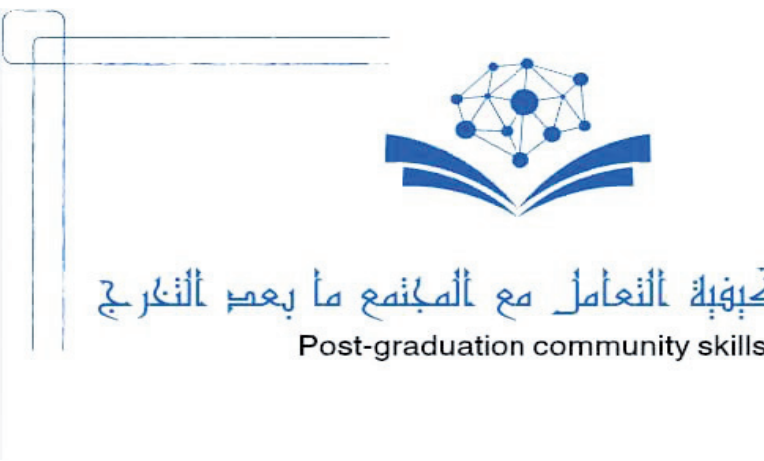 كيفية التعامل مع المجتمع ما بعد التخرج
Post-graduation community skills